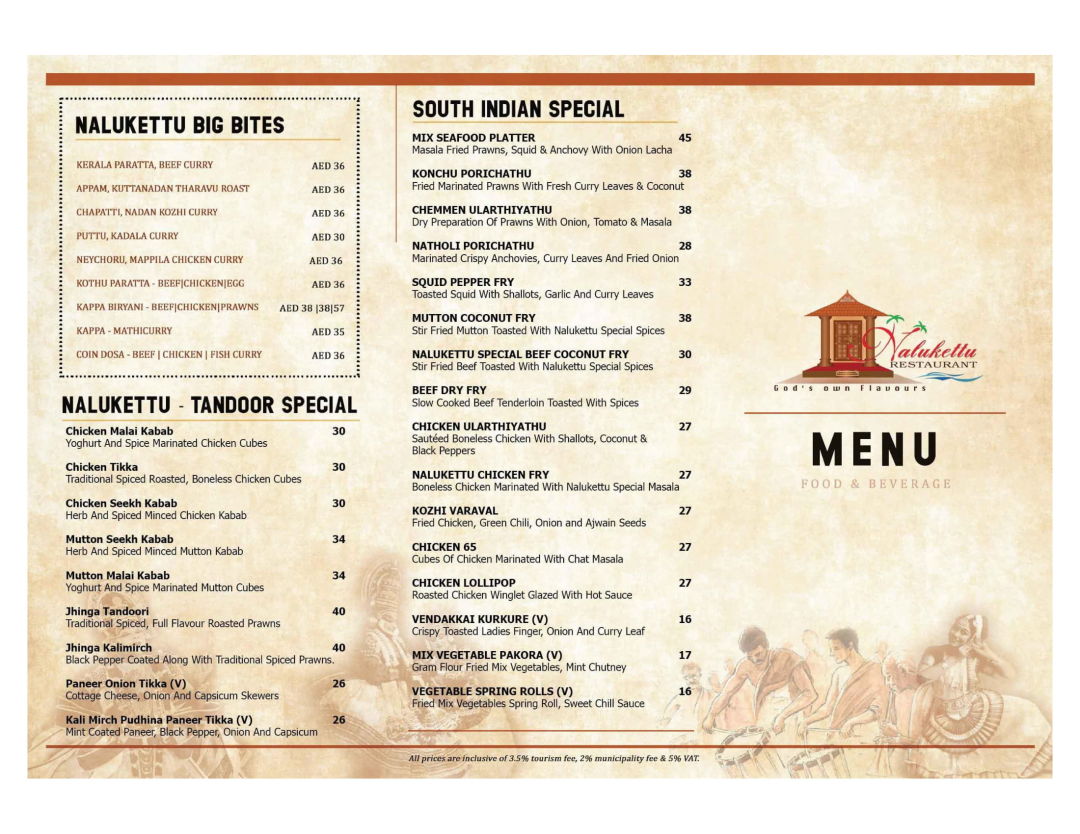 NALUKETTU BIG BITES
KERALA PARATTA, BEEF CURRY AED 36
APPAM, KUTTANADAN THARAVU ROAST AED 36
CHAPATTI, NADAN KOZHI CURRY AED 36
PUTTU, KADALA CURRY AED 30
NEYCHORU, MAPPILA CHICKEN CURRY AED 36
KOTHU PARATTA - BEEF|CHICKEN|EGG AED 36
KAPPA BIRYANI - BEEF|CHICKEN|PRAWNS AED 38 |38|57
KAPPA - MATHICURRY AED 35
COIN DOSA - BEEF | CHICKEN | FISH CURRY AED 36
NALUKETTU - TANDOOR SPECIAL
Chicken Malai Kabab 30
Yoghurt And Spice Marinated Chicken Cubes
Chicken Tikka 30
Traditional Spiced Roasted, Boneless Chicken Cubes
Chicken Seekh Kabab 30
Herb And Spiced Minced Chicken Kabab
Mutton Seekh Kabab 34
Herb And Spiced Minced Mutton Kabab
Mutton Malai Kabab 34
Yoghurt And Spice Marinated Mutton Cubes
Jhinga Tandoori 40
Traditional Spiced, Full Flavour Roasted Prawns
Jhinga Kalimirch 40
Black Pepper Coated Along With Traditional Spiced Prawns.
Paneer Onion Tikka (V) 26
Cottage Cheese, Onion And Capsicum Skewers
Kali Mirch Pudhina Paneer Tikka (V) 26
Mint Coated Paneer, Black Pepper, Onion And Capsicum
SOUTH INDIAN SPECIAL
MIX SEAFOOD PLATTER 45
Masala Fried Prawns, Squid & Anchovy With Onion Lacha
KONCHU PORICHATHU 38
Fried Marinated Prawns With Fresh Curry Leaves & Coconut
CHEMMEN ULARTHIYATHU 38
Dry Preparation Of Prawns With Onion, Tomato & Masala
NATHOLI PORICHATHU 28
Marinated Crispy Anchovies, Curry Leaves And Fried Onion
SQUID PEPPER FRY 33
Toasted Squid With Shallots, Garlic And Curry Leaves
MUTTON COCONUT FRY 38
Stir Fried Mutton Toasted With Nalukettu Special Spices
NALUKETTU SPECIAL BEEF COCONUT FRY 30
Stir Fried Beef Toasted With Nalukettu Special Spices
BEEF DRY FRY 29
Slow Cooked Beef Tenderloin Toasted With Spices
CHICKEN ULARTHIYATHU 27
Sautéed Boneless Chicken With Shallots, Coconut &
Black Peppers
NALUKETTU CHICKEN FRY 27
Boneless Chicken Marinated With Nalukettu Special Masala
KOZHI VARAVAL 27
Fried Chicken, Green Chili, Onion and Ajwain Seeds
CHICKEN 65 27
Cubes Of Chicken Marinated With Chat Masala
CHICKEN LOLLIPOP 27
Roasted Chicken Winglet Glazed With Hot Sauce
VENDAKKAI KURKURE (V) 16
Crispy Toasted Ladies Finger, Onion And Curry Leaf
MIX VEGETABLE PAKORA (V) 17
Gram Flour Fried Mix Vegetables, Mint Chutney
VEGETABLE SPRING ROLLS (V) 16
Fried Mix Vegetables Spring Roll, Sweet Chill Sauce
All prices are inclusive of 3.5% tourism fee, 2% municipality fee & 5% VAT.
Nalukettu
RESTAURANT
God's own Flavours
MENU
FOOD & BEVERAGE